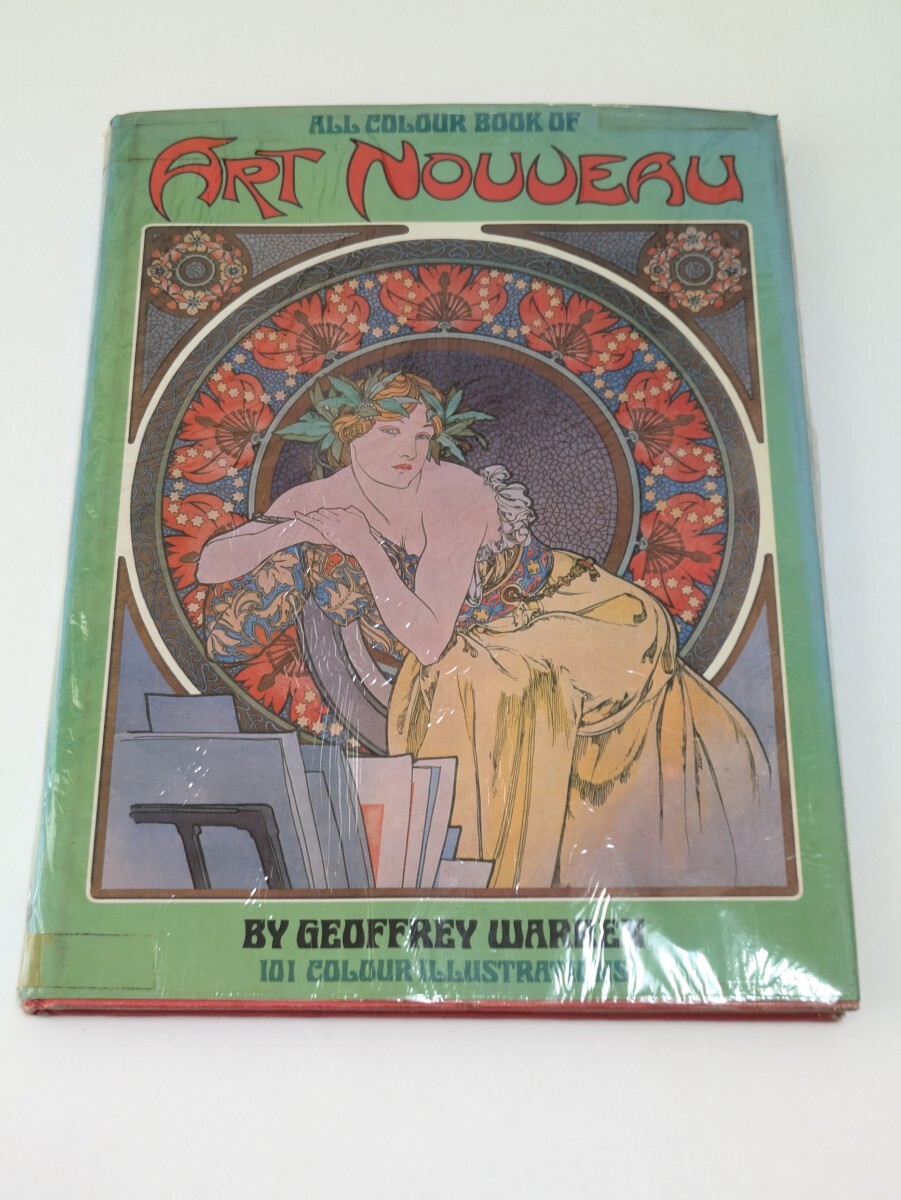 ALL COLOUR BOOK OF
ART NOUVEAU
BY GEOFFREY WARREN
101 COLOUR ILLUSTRATIONS